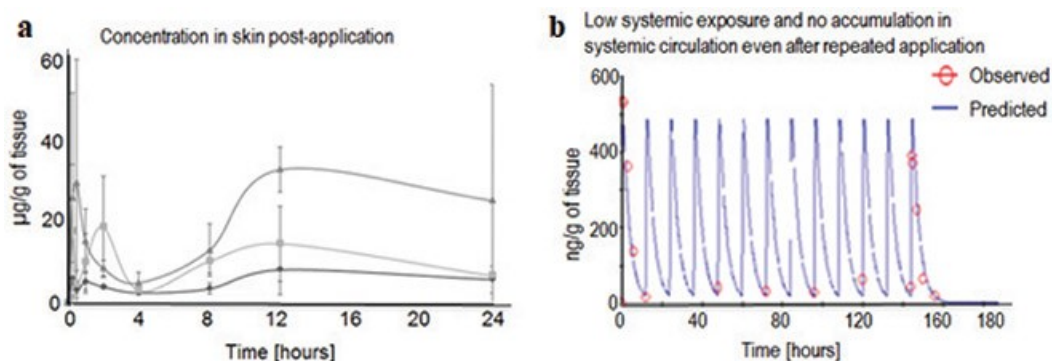 a
Concentration in skin post-application
60
40
20
0
µg/g of tissue
0 4 8 12 16 20 24
Time [hours]
b
Low systemic exposure and no accumulation in
systemic circulation even after repeated application
Observed
Predicted
600
400
200
0
ng/g of tissue
0 20 40 60 80 100 120 140 160 180
Time [hours]